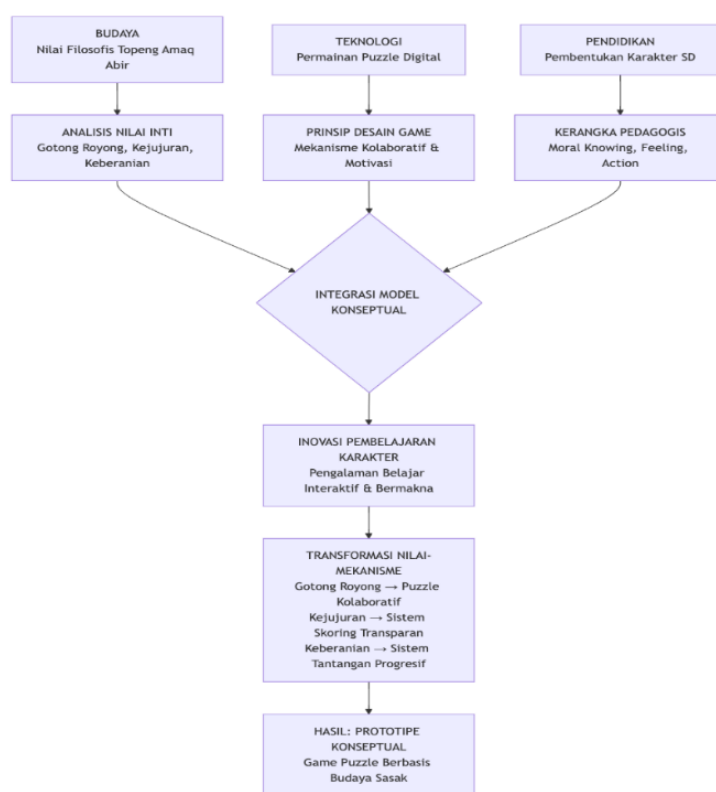 BUDAYA
Nilai Filosofis Topeng Amaq
Abir
TEKNOLOGI
Permainan Puzzle Digital
PENDIDIKAN
Pembentukan Karakter SD
ANALISIS NILAI INTI
Gotong Royong, Kejujuran,
Keberanian
PRINSIP DESAIN GAME
Mekanisme Kolaboratif &
Motivasi
KERANGKA PEDAGOGIS
Moral Knowing, Feeling,
Action
INTEGRASI MODEL
KONSEPTUAL
INOVASI PEMBELAJARAN
KARAKTER
Pengalaman Belajar
Interaktif & Bermakna
TRANSFORMASI NILAI-
MEKANISME
Gotong Royong → Puzzle
Kolaboratif
Kejujuran → Sistem
Skoring Transparan
Keberanian → Sistem
Tantangan Progresif
HASIL: PROTOTIPE
KONSEPTUAL
Game Puzzle Berbasis
Budaya Sasak